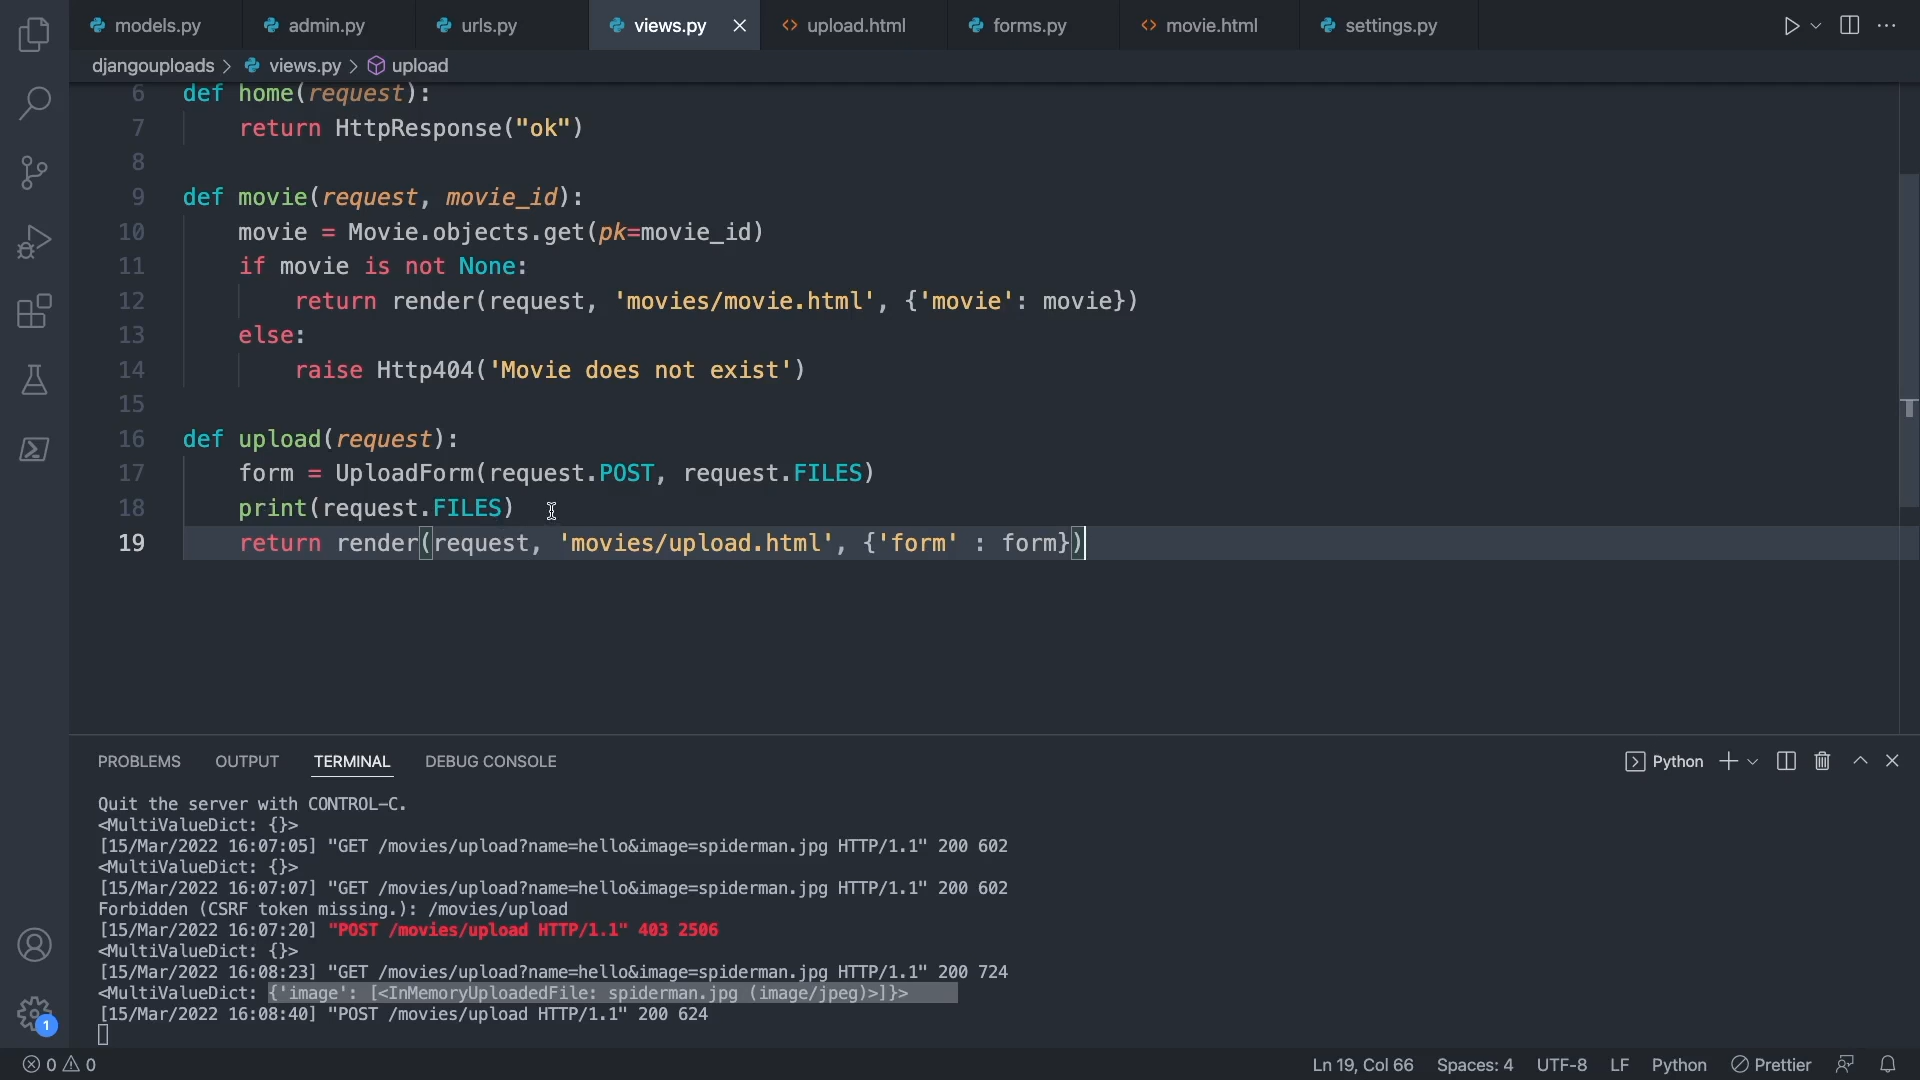 models.py admin.py urls.py views.py upload.html forms.py movie.html settings.py
djangouploads > views.py > upload
6 def home(request):
7 return HttpResponse("ok")
8
9 def movie(request, movie_id):
10 movie = Movie.objects.get(pk=movie_id)
11 if movie is not None:
12 return render(request, 'movies/movie.html', {'movie': movie})
13 else:
14 raise Http404('Movie does not exist')
15
16 def upload(request):
17 form = UploadForm(request.POST, request.FILES)
18 print(request.FILES)
19 return render(request, 'movies/upload.html', {'form' : form})
PROBLEMS OUTPUT TERMINAL DEBUG CONSOLE Python
Quit the server with CONTROL-C.
<MultiValueDict: {}>
[15/Mar/2022 16:07:05] "GET /movies/upload?name=hello&image=spiderman.jpg HTTP/1.1" 200 602
<MultiValueDict: {}>
[15/Mar/2022 16:07:07] "GET /movies/upload?name=hello&image=spiderman.jpg HTTP/1.1" 200 602
Forbidden (CSRF token missing.): /movies/upload
[15/Mar/2022 16:07:20] "POST /movies/upload HTTP/1.1" 403 2506
<MultiValueDict: {}>
[15/Mar/2022 16:08:23] "GET /movies/upload?name=hello&image=spiderman.jpg HTTP/1.1" 200 724
<MultiValueDict: {'image': [<InMemoryUploadedFile: spiderman.jpg (image/jpeg)>]}>
[15/Mar/2022 16:08:40] "POST /movies/upload HTTP/1.1" 200 624
1
0 0 Ln 19, Col 66 Spaces: 4 UTF-8 LF Python Prettier